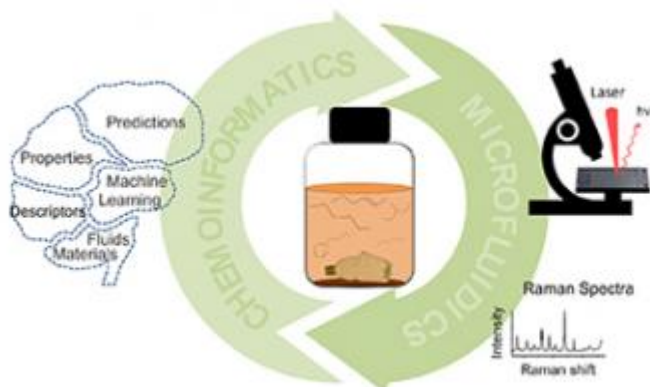 Predictions
Properties
Machine
Learning
Descriptors
Fluids
Materials
CHEMOINFORMATICS
MICROFLUIDICS
Laser
hν
Raman Spectra
Intensity
Raman shift